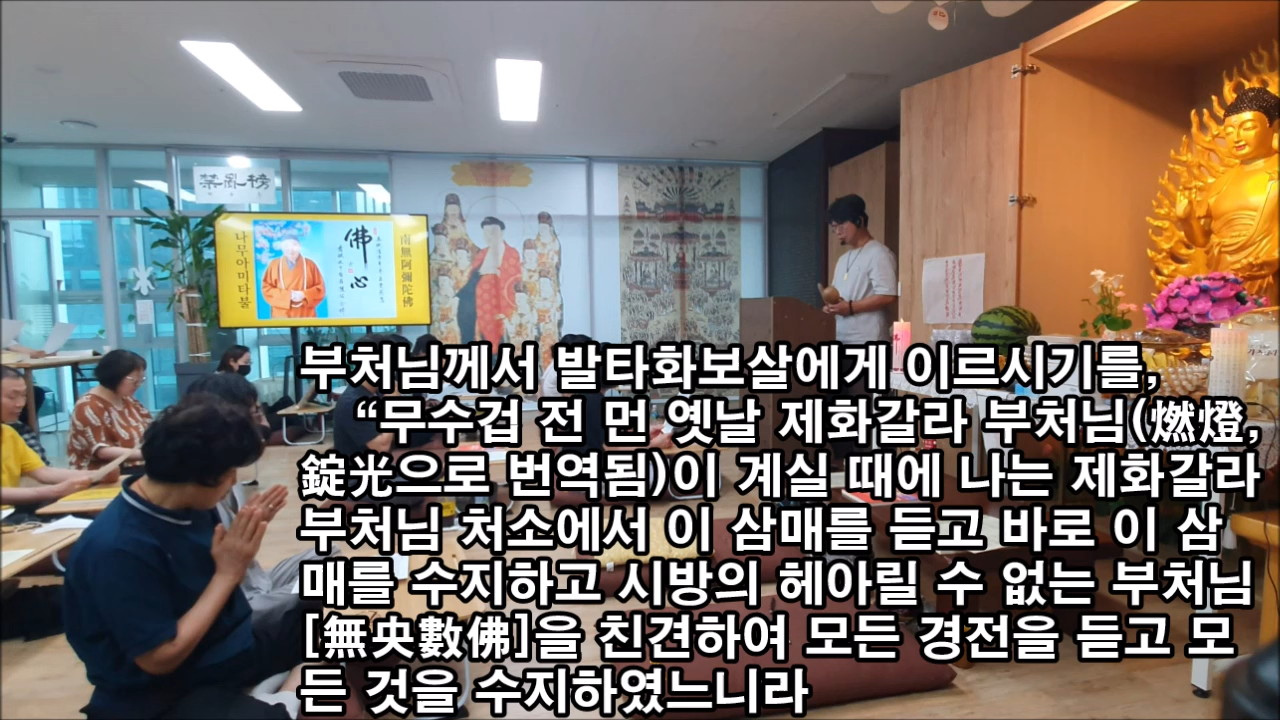 禁亂榜
나무아미타불
佛心
南無阿彌陀佛
부처님께서 발타화보살에게 이르시기를,
“무수겁 전 먼 옛날 제화갈라 부처님(燃燈,
錠光으로 번역됨)이 계실 때에 나는 제화갈라
부처님 처소에서 이 삼매를 듣고 바로 이 삼
매를 수지하고 시방의 헤아릴 수 없는 부처님
[無央數佛]을 친견하여 모든 경전을 듣고 모
든 것을 수지하였느니라